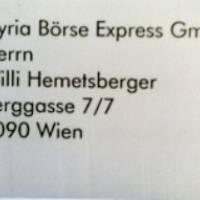 yria Börse Express Gm
errn
illi Hemetsberger
erggasse 7/7
090 Wien